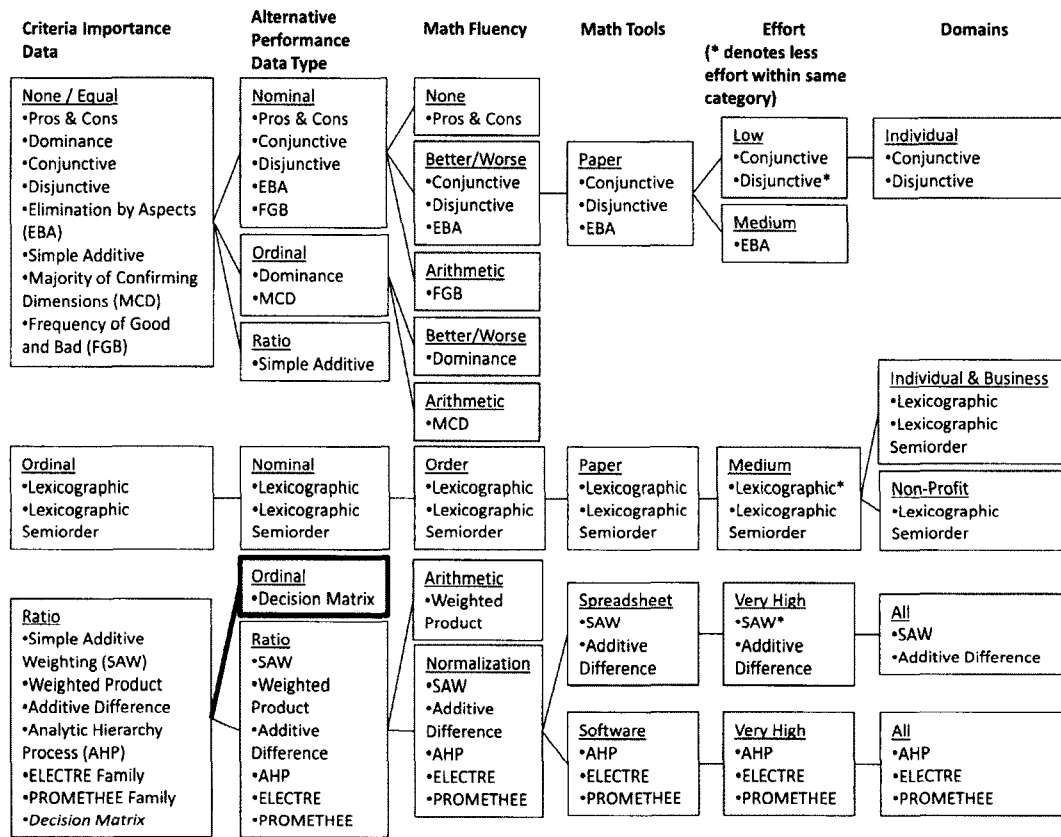 Criteria Importance
Data
Alternative
Performance
Data Type
Math Fluency
Math Tools
Effort
(* denotes less
effort within same
category)
Domains
None / Equal
•Pros & Cons
•Dominance
•Conjunctive
•Disjunctive
•Elimination by Aspects
(EBA)
•Simple Additive
•Majority of Confirming
Dimensions (MCD)
•Frequency of Good
and Bad (FGB)
Nominal
•Pros & Cons
•Conjunctive
•Disjunctive
•EBA
•FGB
Ordinal
•Dominance
•MCD
Ratio
•Simple Additive
None
•Pros & Cons
Better/Worse
•Conjunctive
•Disjunctive
•EBA
Arithmetic
•FGB
Better/Worse
•Dominance
Arithmetic
•MCD
Paper
•Conjunctive
•Disjunctive
•EBA
Low
•Conjunctive
•Disjunctive*
Medium
•EBA
Individual
•Conjunctive
•Disjunctive
Ordinal
•Lexicographic
•Lexicographic
Semiorder
Nominal
•Lexicographic
•Lexicographic
Semiorder
Order
•Lexicographic
•Lexicographic
Semiorder
Paper
•Lexicographic
•Lexicographic
Semiorder
Medium
•Lexicographic*
•Lexicographic
Semiorder
Individual & Business
•Lexicographic
•Lexicographic
Semiorder
Non-Profit
•Lexicographic
Semiorder
Ratio
•Simple Additive
Weighting (SAW)
•Weighted Product
•Additive Difference
•Analytic Hierarchy
Process (AHP)
•ELECTRE Family
•PROMETHEE Family
•Decision Matrix
Ordinal
•Decision Matrix
Ratio
•SAW
•Weighted
Product
•Additive
Difference
•AHP
•ELECTRE
•PROMETHEE
Arithmetic
•Weighted
Product
Normalization
•SAW
•Additive
Difference
•AHP
•ELECTRE
•PROMETHEE
Spreadsheet
•SAW
•Additive
Difference
Software
•AHP
•ELECTRE
•PROMETHEE
Very High
•SAW*
•Additive
Difference
Very High
•AHP
•ELECTRE
•PROMETHEE
All
•SAW
•Additive Difference
All
•AHP
•ELECTRE
•PROMETHEE